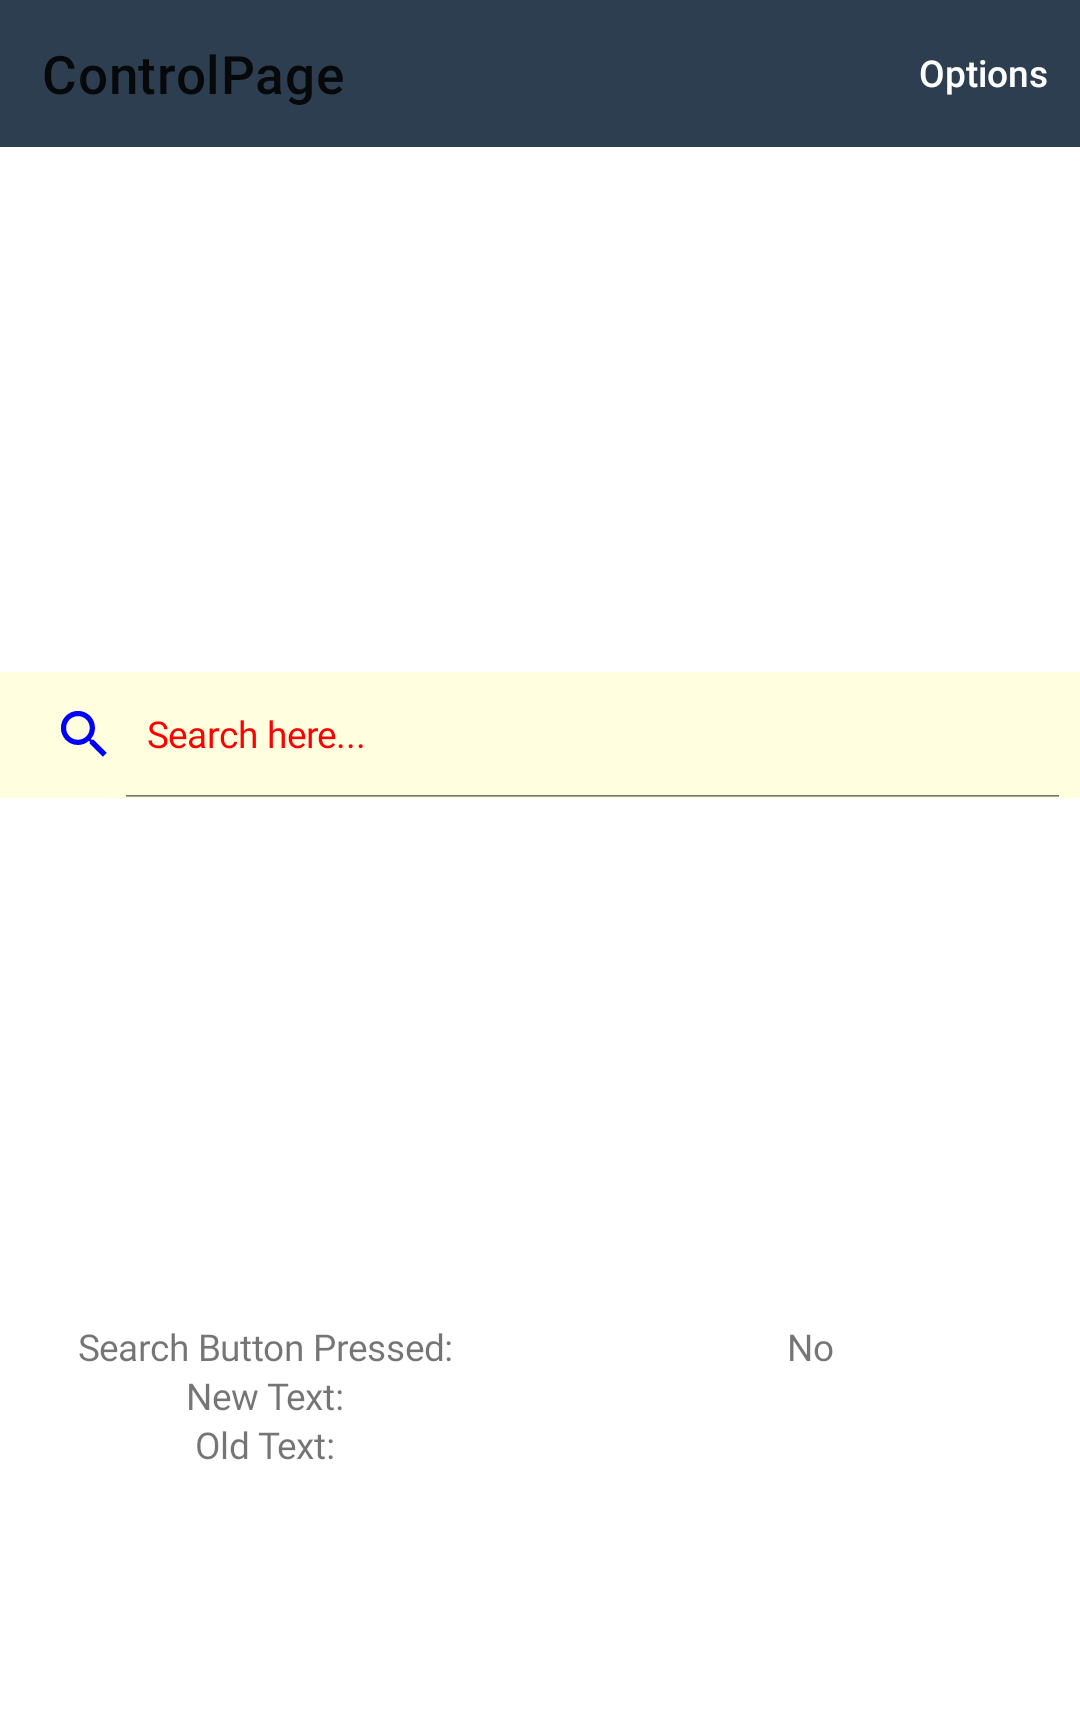 ControlPage Options
Search here...
Search Button Pressed: No
New Text:
Old Text: